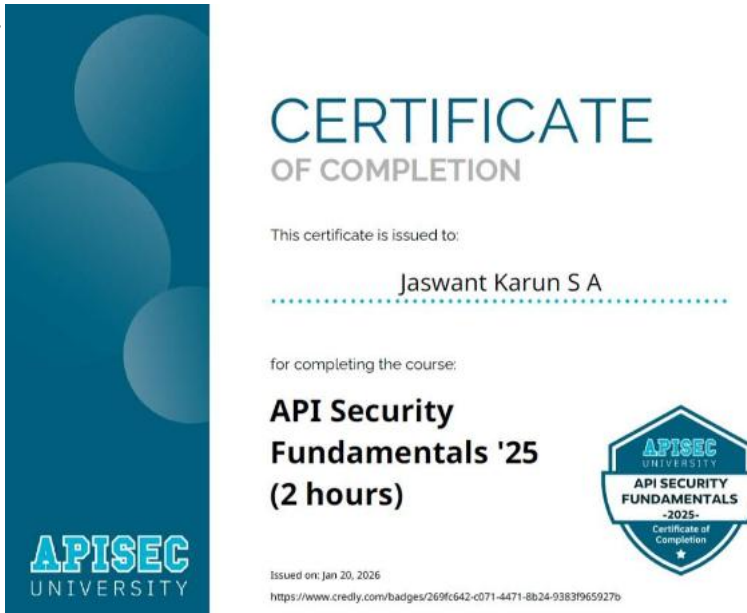 CERTIFICATE
OF COMPLETION
This certificate is issued to:
Jaswant Karun S A
for completing the course:
API Security
Fundamentals '25
(2 hours)
APISEC
UNIVERSITY
API SECURITY
FUNDAMENTALS
-2025-
Certificate of
Completion
APISEC
UNIVERSITY
Issued on: Jan 20, 2026
https://www.credly.com/badges/269fc642-c071-4471-8b24-9383f965927b